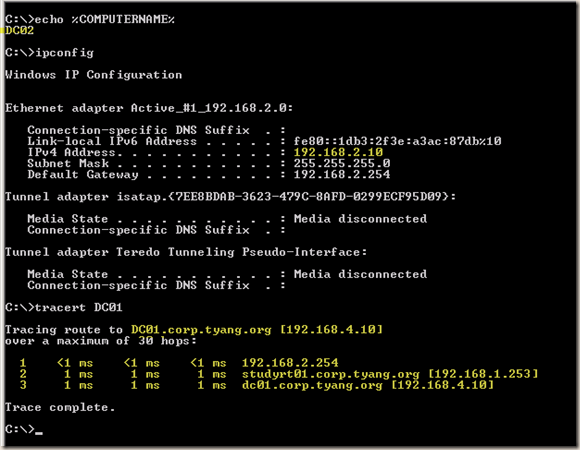 C:\>echo %COMPUTERNAME%
DC02
C:\>ipconfig
Windows IP Configuration
Ethernet adapter Active_#1_192.168.2.0:
Connection-specific DNS Suffix . :
Link-local IPv6 Address . . . . . : fe80::1db3:2f3e:a3ac:87db%10
IPv4 Address. . . . . . . . . . . : 192.168.2.10
Subnet Mask . . . . . . . . . . . : 255.255.255.0
Default Gateway . . . . . . . . . : 192.168.2.254
Tunnel adapter isatap.{7EE8BDAB-3623-479C-8AFD-0299ECF95D09}:
Media State . . . . . . . . . . . : Media disconnected
Connection-specific DNS Suffix . :
Tunnel adapter Teredo Tunneling Pseudo-Interface:
Media State . . . . . . . . . . . : Media disconnected
Connection-specific DNS Suffix . :
C:\>tracert DC01
Tracing route to DC01.corp.tyang.org [192.168.4.10]
over a maximum of 30 hops:
1 <1 ms <1 ms <1 ms 192.168.2.254
2 1 ms 1 ms 1 ms studyrt01.corp.tyang.org [192.168.1.253]
3 1 ms 1 ms 1 ms dc01.corp.tyang.org [192.168.4.10]
Trace complete.
C:\>_